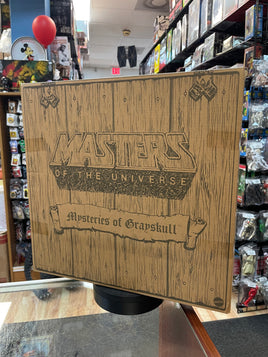 MASTERS
OF THE UNIVERSE
Mysteries of Grayskull